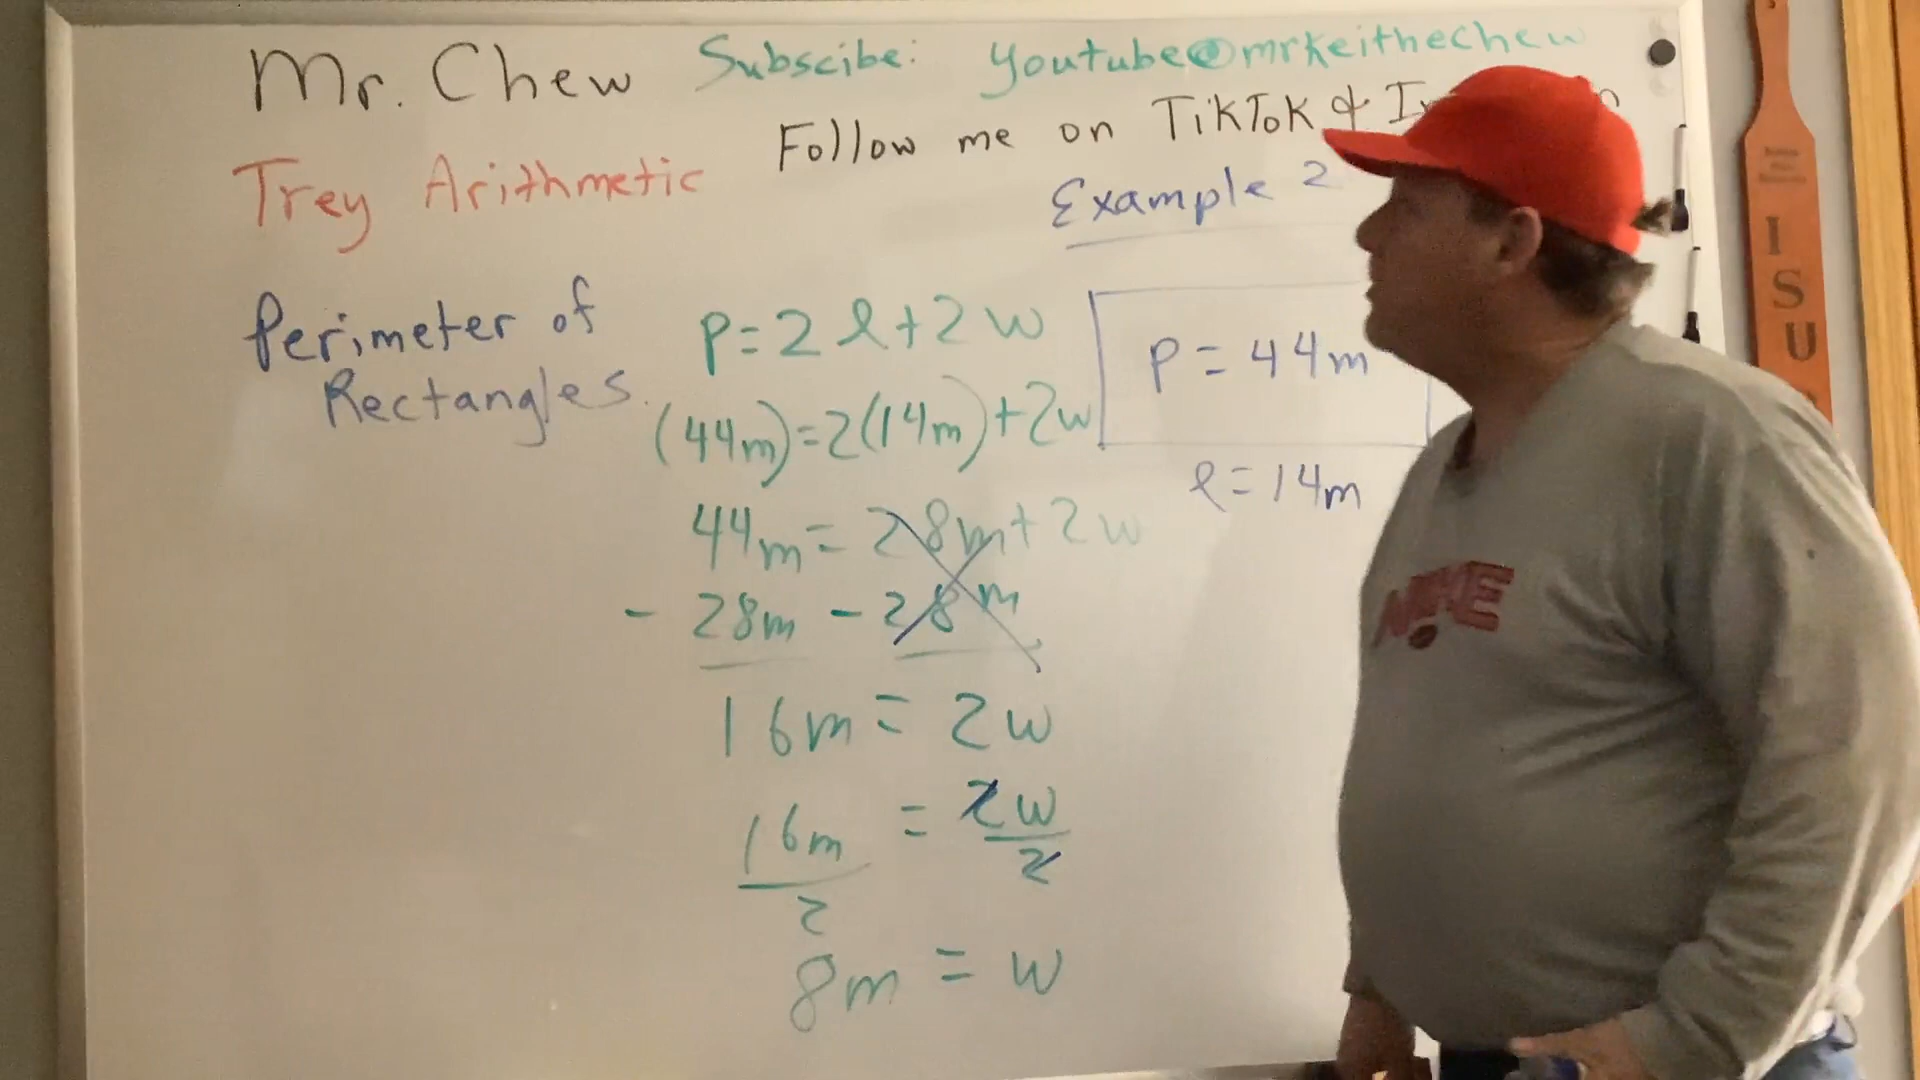 Mr. Chew
Subscibe: Youtube@mrkeithechew
Follow me on TikTok &
Trey Arithmetic
Example 2
Perimeter of
Rectangles.
P=2l+2w
(44m)=2(14m)+2w
44m=28m+2w
- 28m -28m
16m = 2w
16m = 2w
2 2
8m = w
P=44m
l=14m
ISU